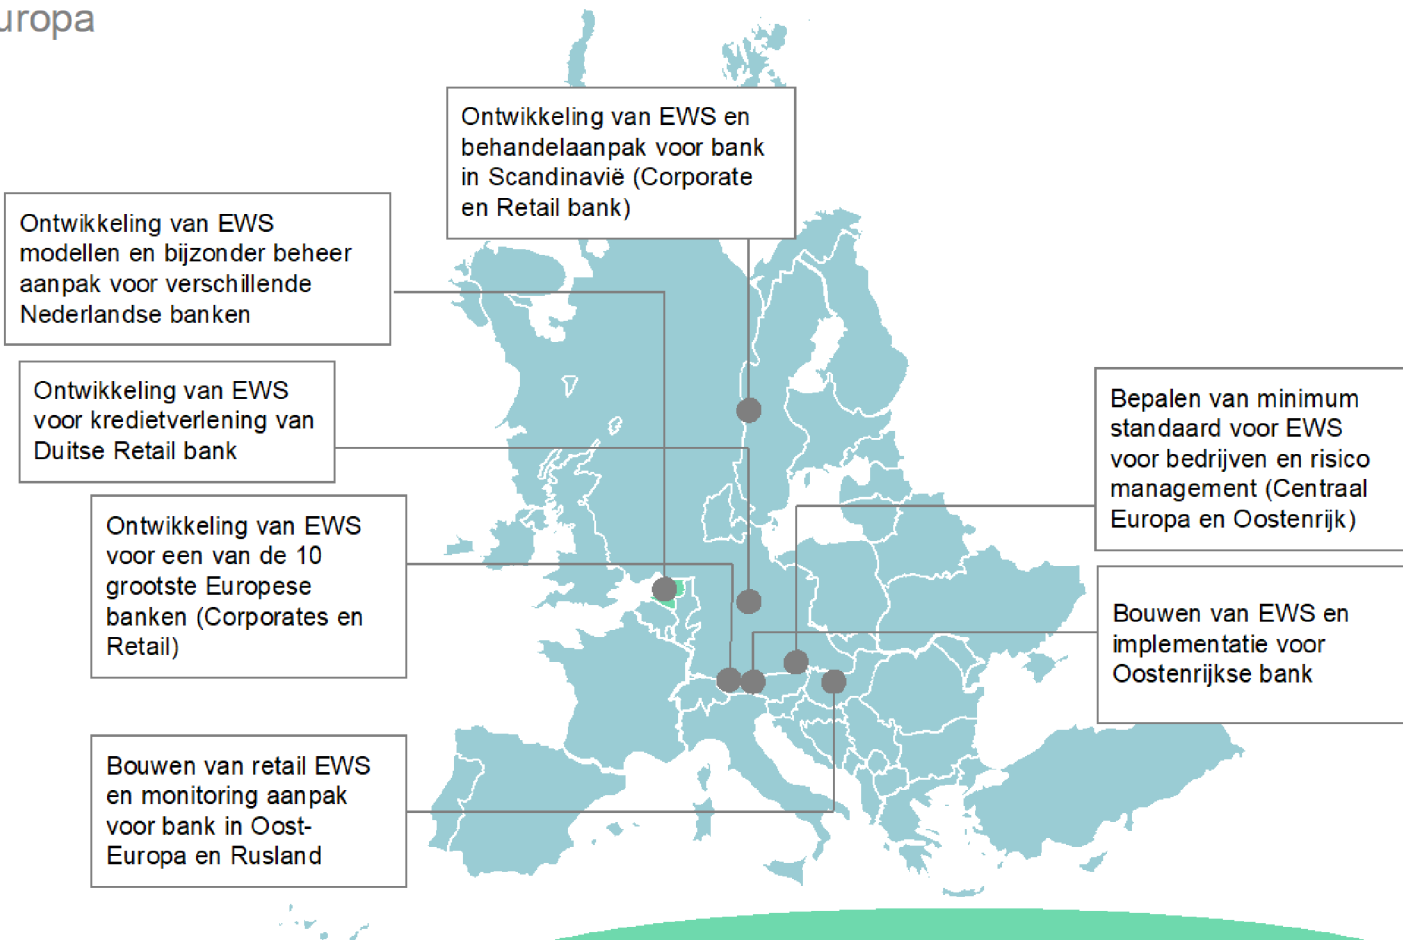 uropa
Ontwikkeling van EWS en
behandelaanpak voor bank
in Scandinavië (Corporate
en Retail bank)
Ontwikkeling van EWS
modellen en bijzonder beheer
aanpak voor verschillende
Nederlandse banken
Ontwikkeling van EWS
voor kredietverlening van
Duitse Retail bank
Bepalen van minimum
standaard voor EWS
voor bedrijven en risico
management (Centraal
Europa en Oostenrijk)
Ontwikkeling van EWS
voor een van de 10
grootste Europese
banken (Corporates en
Retail)
Bouwen van EWS en
implementatie voor
Oostenrijkse bank
Bouwen van retail EWS
en monitoring aanpak
voor bank in Oost-
Europa en Rusland